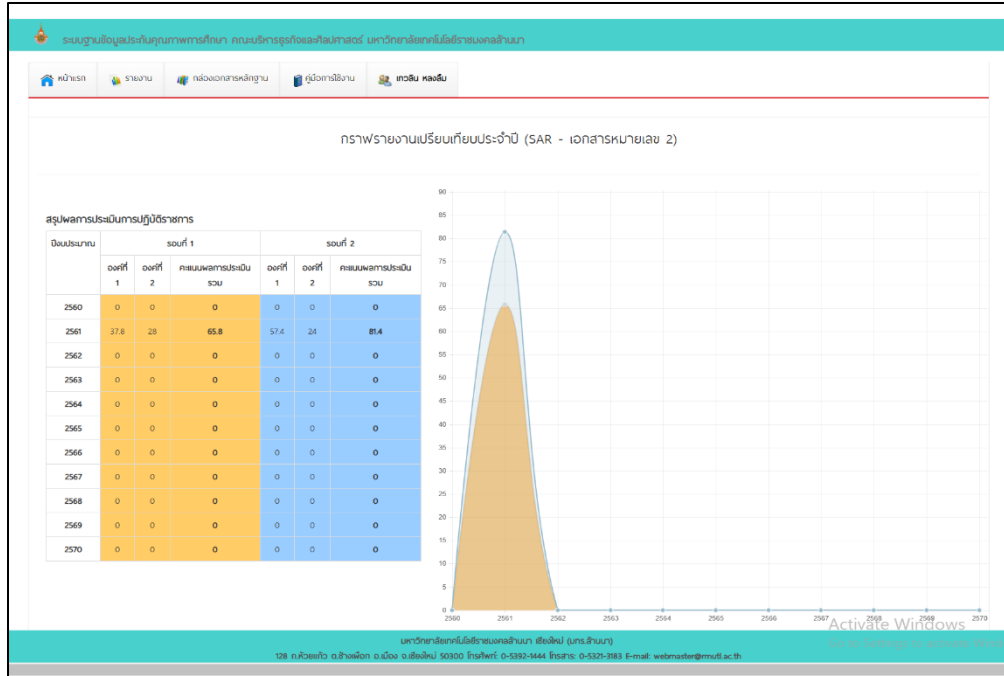 ระบบฐานข้อมูลประกันคุณภาพการศึกษา คณะบริหารธุรกิจและศิลปศาสตร์ มหาวิทยาลัยเทคโนโลยีราชมงคลล้านนา
หน้าแรก รายงาน กล่องเอกสารหลักฐาน คู่มือการใช้งาน เทวลิน หลงลืม
กราฟรายงานเปรียบเทียบประจำปี (SAR - เอกสารหมายเลข 2)
สรุปผลการประเมินการปฏิบัติราชการ
ปีงบประมาณ รอบที่ 1 รอบที่ 2
องค์ที่ 1 องค์ที่ 2 คะแนนผลการประเมินรวม องค์ที่ 1 องค์ที่ 2 คะแนนผลการประเมินรวม
2560 0 0 0 0 0 0
2561 37.8 28 65.8 57.4 24 81.4
2562 0 0 0 0 0 0
2563 0 0 0 0 0 0
2564 0 0 0 0 0 0
2565 0 0 0 0 0 0
2566 0 0 0 0 0 0
2567 0 0 0 0 0 0
2568 0 0 0 0 0 0
2569 0 0 0 0 0 0
2570 0 0 0 0 0 0
90
85
80
75
70
65
60
55
50
45
40
35
30
25
20
15
10
5
0
2560 2561 2562 2563 2564 2565 2566 2567 2568 2569 2570
Activate Windows
มหาวิทยาลัยเทคโนโลยีราชมงคลล้านนา เชียงใหม่ (มทร.ล้านนา)
128 ถ.ห้วยแก้ว ต.ช้างเผือก อ.เมือง จ.เชียงใหม่ 50300 โทรศัพท์: 0-5392-1444 โทรสาร: 0-5321-3183 E-mail: webmaster@rmutl.ac.th